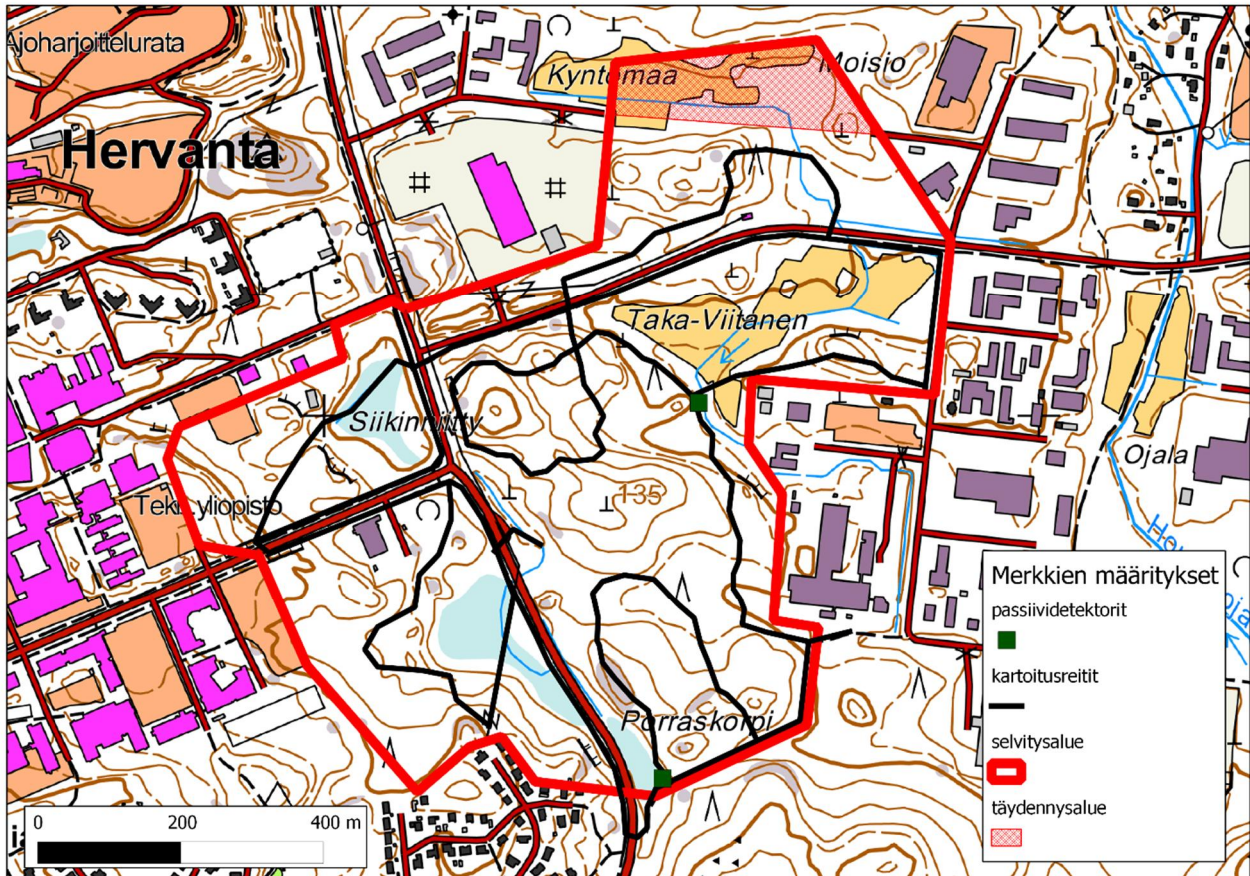 Ajoharjoittelurata
Kyntömaa
Moisio
Hervanta
Taka-Viitanen
Siikinniitty
135
Ojala
Porraskorpi
Merkkien määritykset
passiividetektorit
kartoitusreitit
selvitysalue
täydennysalue
0 200 400 m